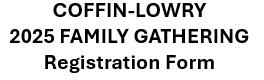 COFFIN-LOWRY
2025 FAMILY GATHERING
Registration Form